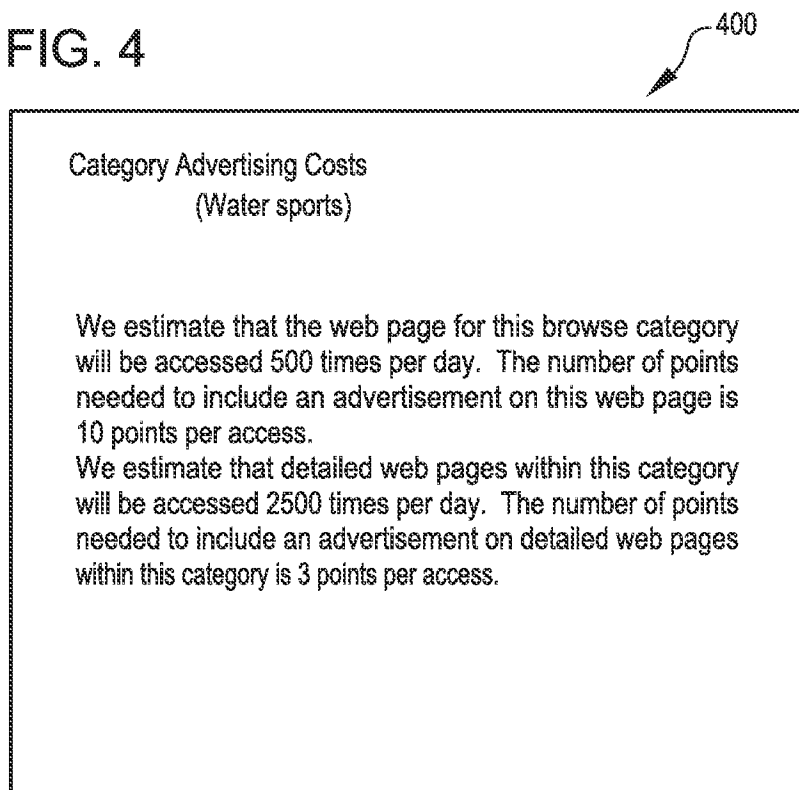 FIG. 4
400
Category Advertising Costs
(Water sports)
We estimate that the web page for this browse category
will be accessed 500 times per day. The number of points
needed to include an advertisement on this web page is
10 points per access.
We estimate that detailed web pages within this category
will be accessed 2500 times per day. The number of points
needed to include an advertisement on detailed web pages
within this category is 3 points per access.